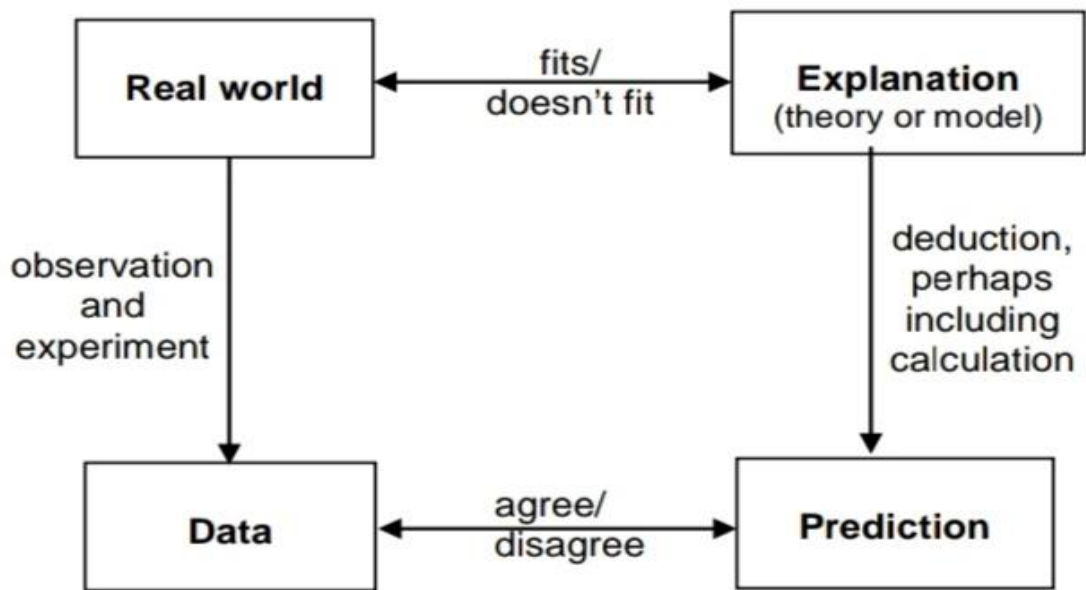 Real world
fits/
doesn't fit
Explanation
(theory or model)
observation
and
experiment
deduction,
perhaps
including
calculation
Data
agree/
disagree
Prediction